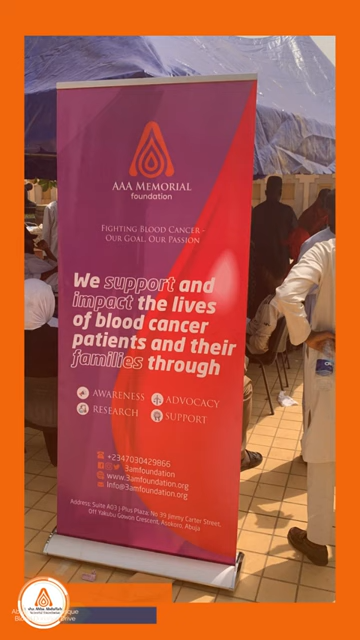 AAA MEMORIAL
foundation
FIGHTING BLOOD CANCER -
OUR GOAL, OUR PASSION
We support and
impact the lives
of blood cancer
patients and their
families through
AWARENESS
ADVOCACY
RESEARCH
SUPPORT
+2347030429866
3amfoundation
www.3amfoundation.org
info@3amfoundation.org
Address: Suite A03 J-Plus Plaza, No 39 Jimmy Carter Street,
Off Yakubu Gowon Crescent, Asokoro, Abuja